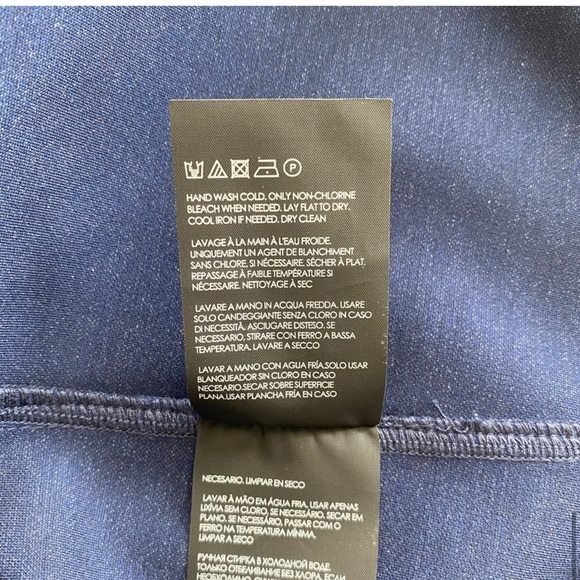 P
HAND WASH COLD. ONLY NON-CHLORINE
BLEACH WHEN NEEDED. LAY FLAT TO DRY.
COOL IRON IF NEEDED. DRY CLEAN
LAVAGE À LA MAIN À L'EAU FROIDE.
UNIQUEMENT UN AGENT DE BLANCHIMENT
SANS CHLORE, SI NÉCESSAIRE. SÉCHER À PLAT.
REPASSAGE À FAIBLE TEMPÉRATURE SI
NÉCESSAIRE. NETTOYAGE À SEC
LAVARE A MANO IN ACQUA FREDDA. USARE
SOLO CANDEGGIANTE SENZA CLORO IN CASO
DI NECESSITÀ, ASCIUGARE DISTESO. SE
NECESSARIO, STIRARE CON FERRO A BASSA
TEMPERATURA. LAVARE A SECCO
LAVAR A MANO CON AGUA FRÍA.SOLO USAR
BLANQUEADOR SIN CLORO EN CASO
NECESARIO.SECAR SOBRE SUPERFICIE
PLANA.USAR PLANCHA FRÍA EN CASO
NECESARIO. LIMPIAR EN SECO
LAVAR À MÃO EM ÁGUA FRIA. USAR APENAS
LIXÍVIA SEM CLORO, SE NECESSÁRIO. SECAR EM
PLANO. SE NECESSÁRIO, PASSAR COM O
FERRO NA TEMPERATURA MÍNIMA.
LIMPAR A SECO
РУЧНАЯ СТИРКА В ХОЛОДНОЙ ВОДЕ.
ТОЛЬКО ОТБЕЛИВАНИЕ БЕЗ ХЛОРА, ЕСЛИ